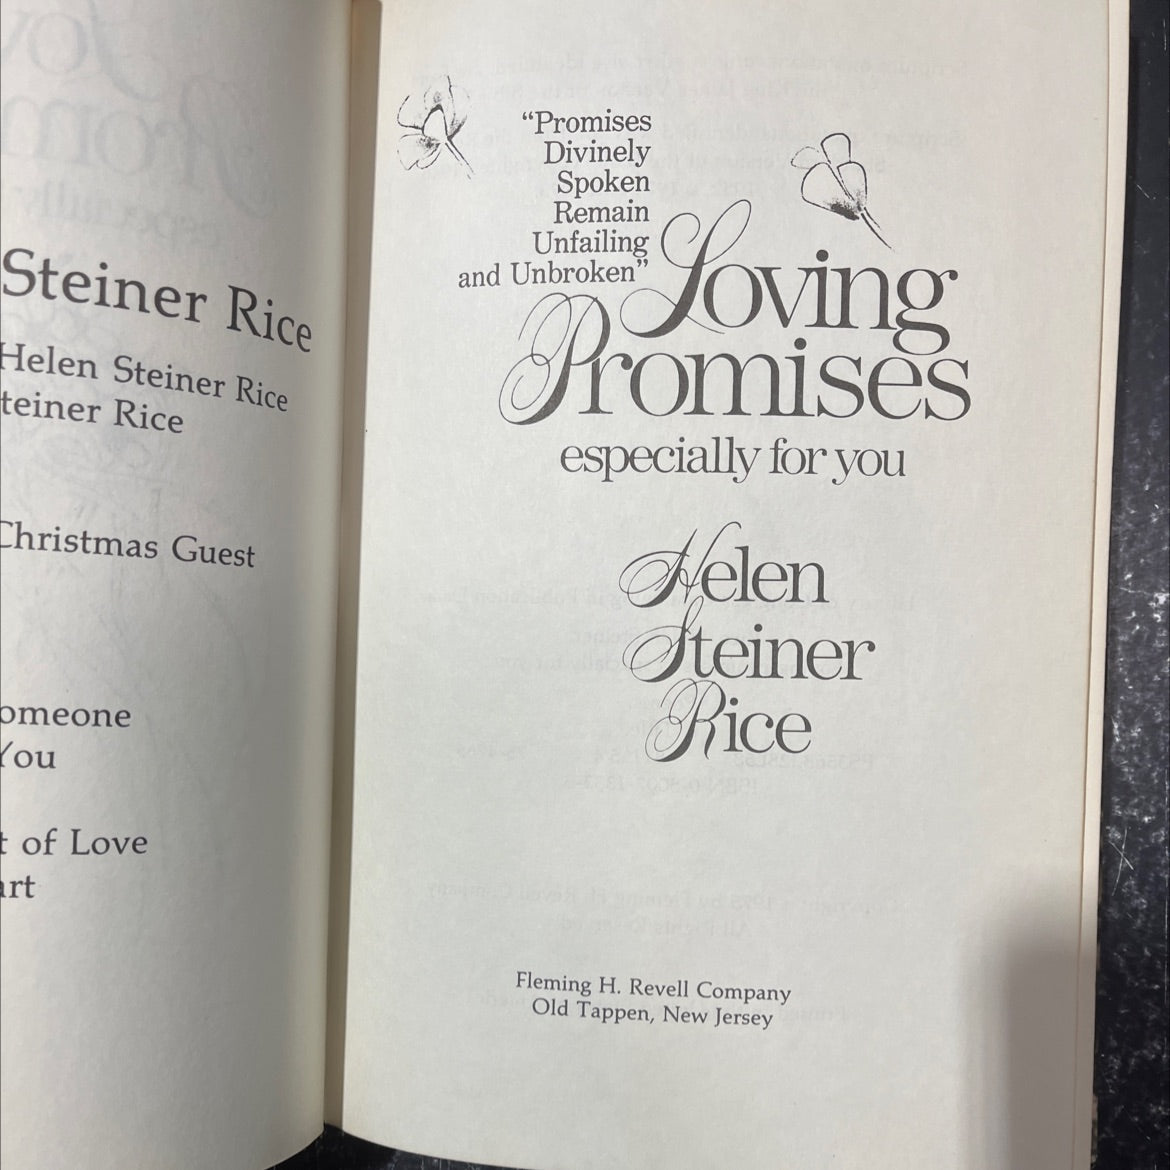 Steiner Rice
Helen Steiner Rice
teiner Rice
Christmas Guest
omeone
You
t of Love
art
“Promises
Divinely
Spoken
Remain
Unfailing
and Unbroken”
Loving
Promises
especially for you
Helen
Steiner
Rice
Fleming H. Revell Company
Old Tappen, New Jersey